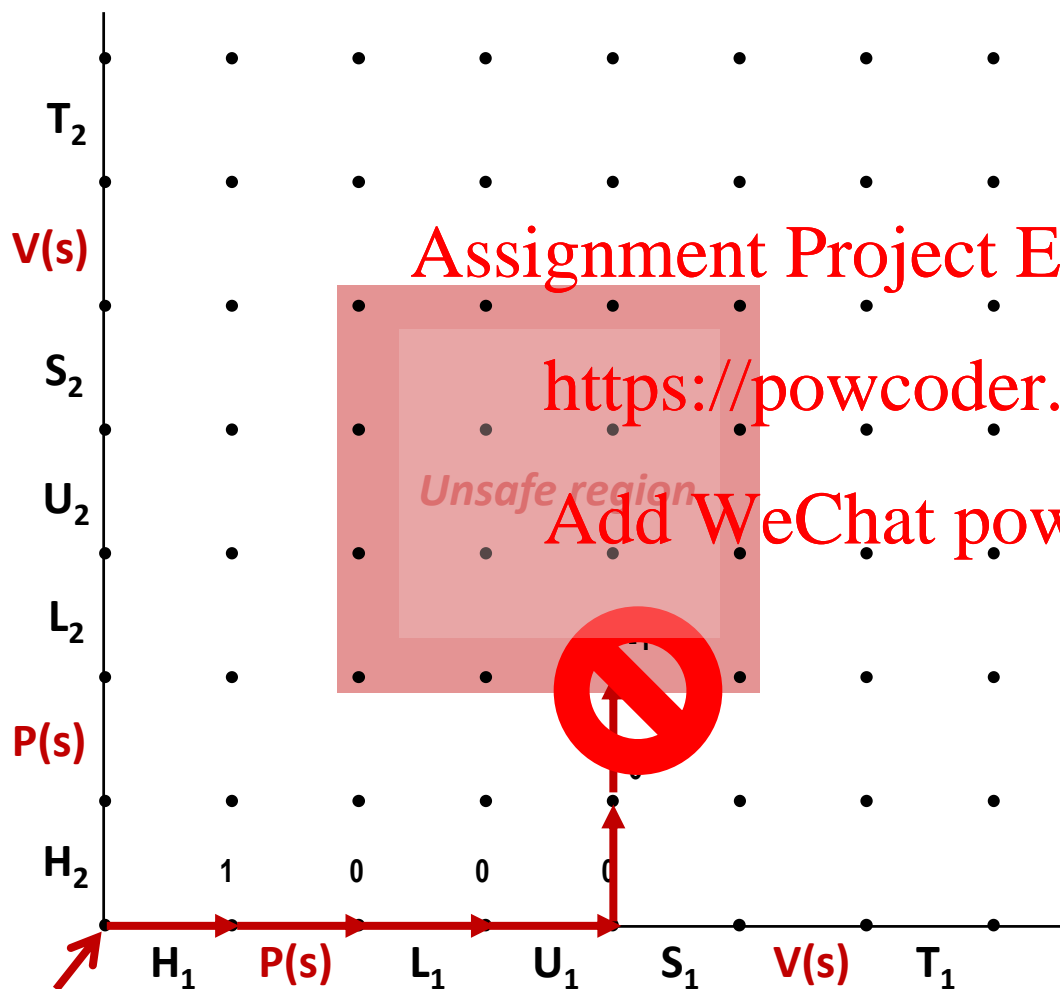 T₂
V(s)
Assignment Project E
S₂
https://powcoder.
U₂
Unsafe region
Add WeChat pow
L₂
P(s)
H₂
1 0 0 0
H₁ P(s) L₁ U₁ S₁ V(s) T₁